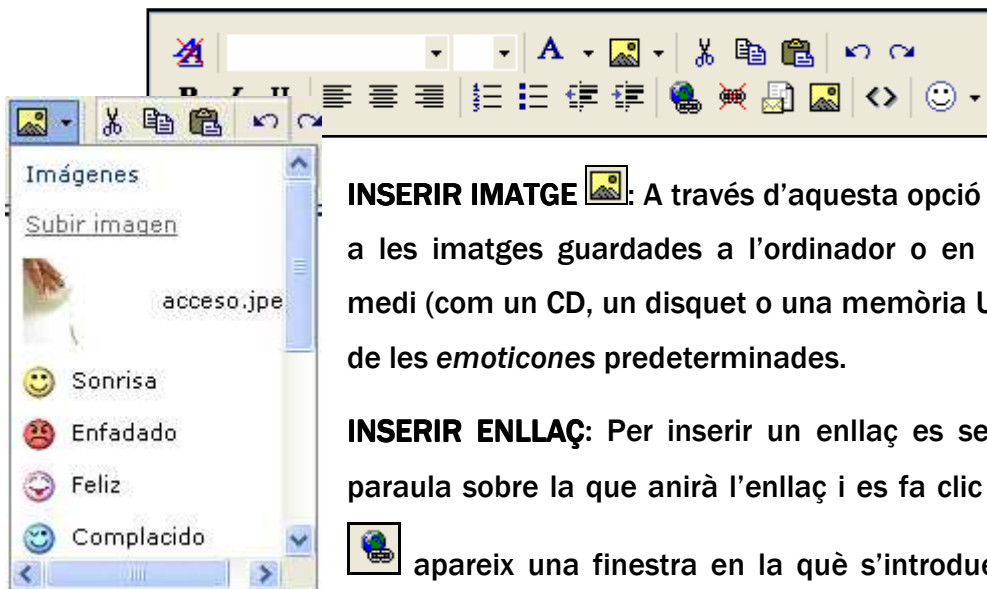 Imágenes
Subir imagen
acceso.jpe
Sonrisa
Enfadado
Feliz
Complacido
INSERIR IMATGE : A través d'aquesta opció
a les imatges guardades a l'ordinador o en
medi (com un CD, un disquet o una memòria
de les emoticones predeterminades.
INSERIR ENLLAÇ: Per inserir un enllaç es
paraula sobre la que anirà l'enllaç i es fa clic
apareix una finestra en la què